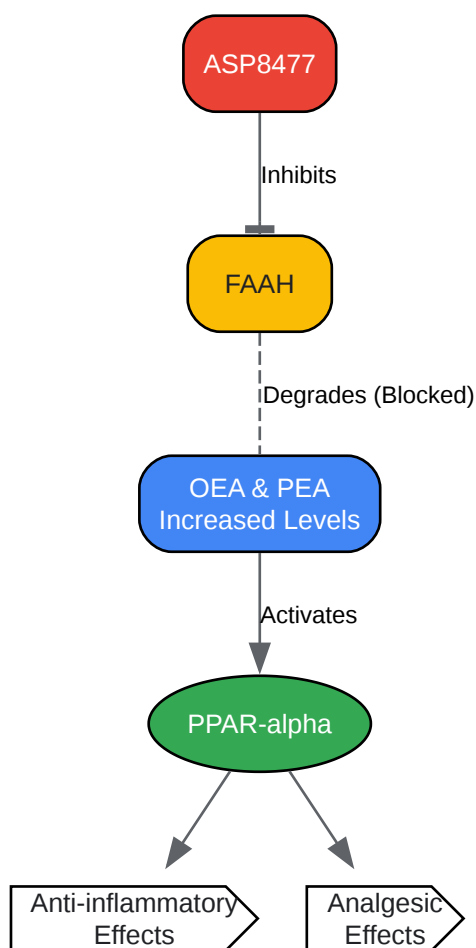 ASP8477
Inhibits
FAAH
Degrades (Blocked)
OEA & PEA
Increased Levels
Activates
PPAR-alpha
Anti-inflammatory
Effects
Analgesic
Effects